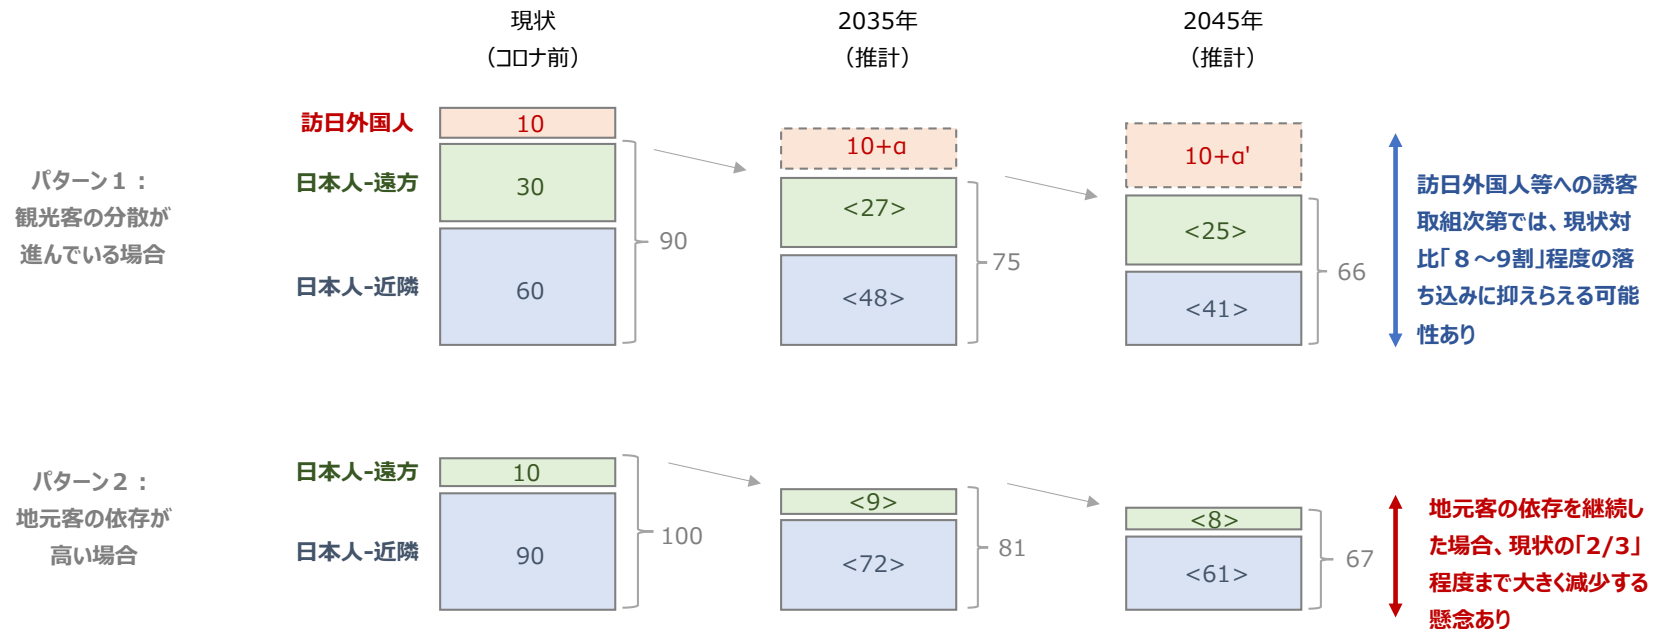 現状
（コロナ前）
2035年
（推計）
2045年
（推計）
パターン１：
観光客の分散が
進んでいる場合
訪日外国人
日本人-遠方
日本人-近隣
10
30
60
90
10+α
<27>
<48>
75
10+α'
<25>
<41>
66
訪日外国人等への誘客
取組次第では、現状対
比「８～9割」程度の落
ち込みに抑えらえる可能
性あり
パターン２：
地元客の依存が
高い場合
日本人-遠方
日本人-近隣
10
90
100
<9>
<72>
81
<8>
<61>
67
地元客の依存を継続し
た場合、現状の「2/3」
程度まで大きく減少する
懸念あり